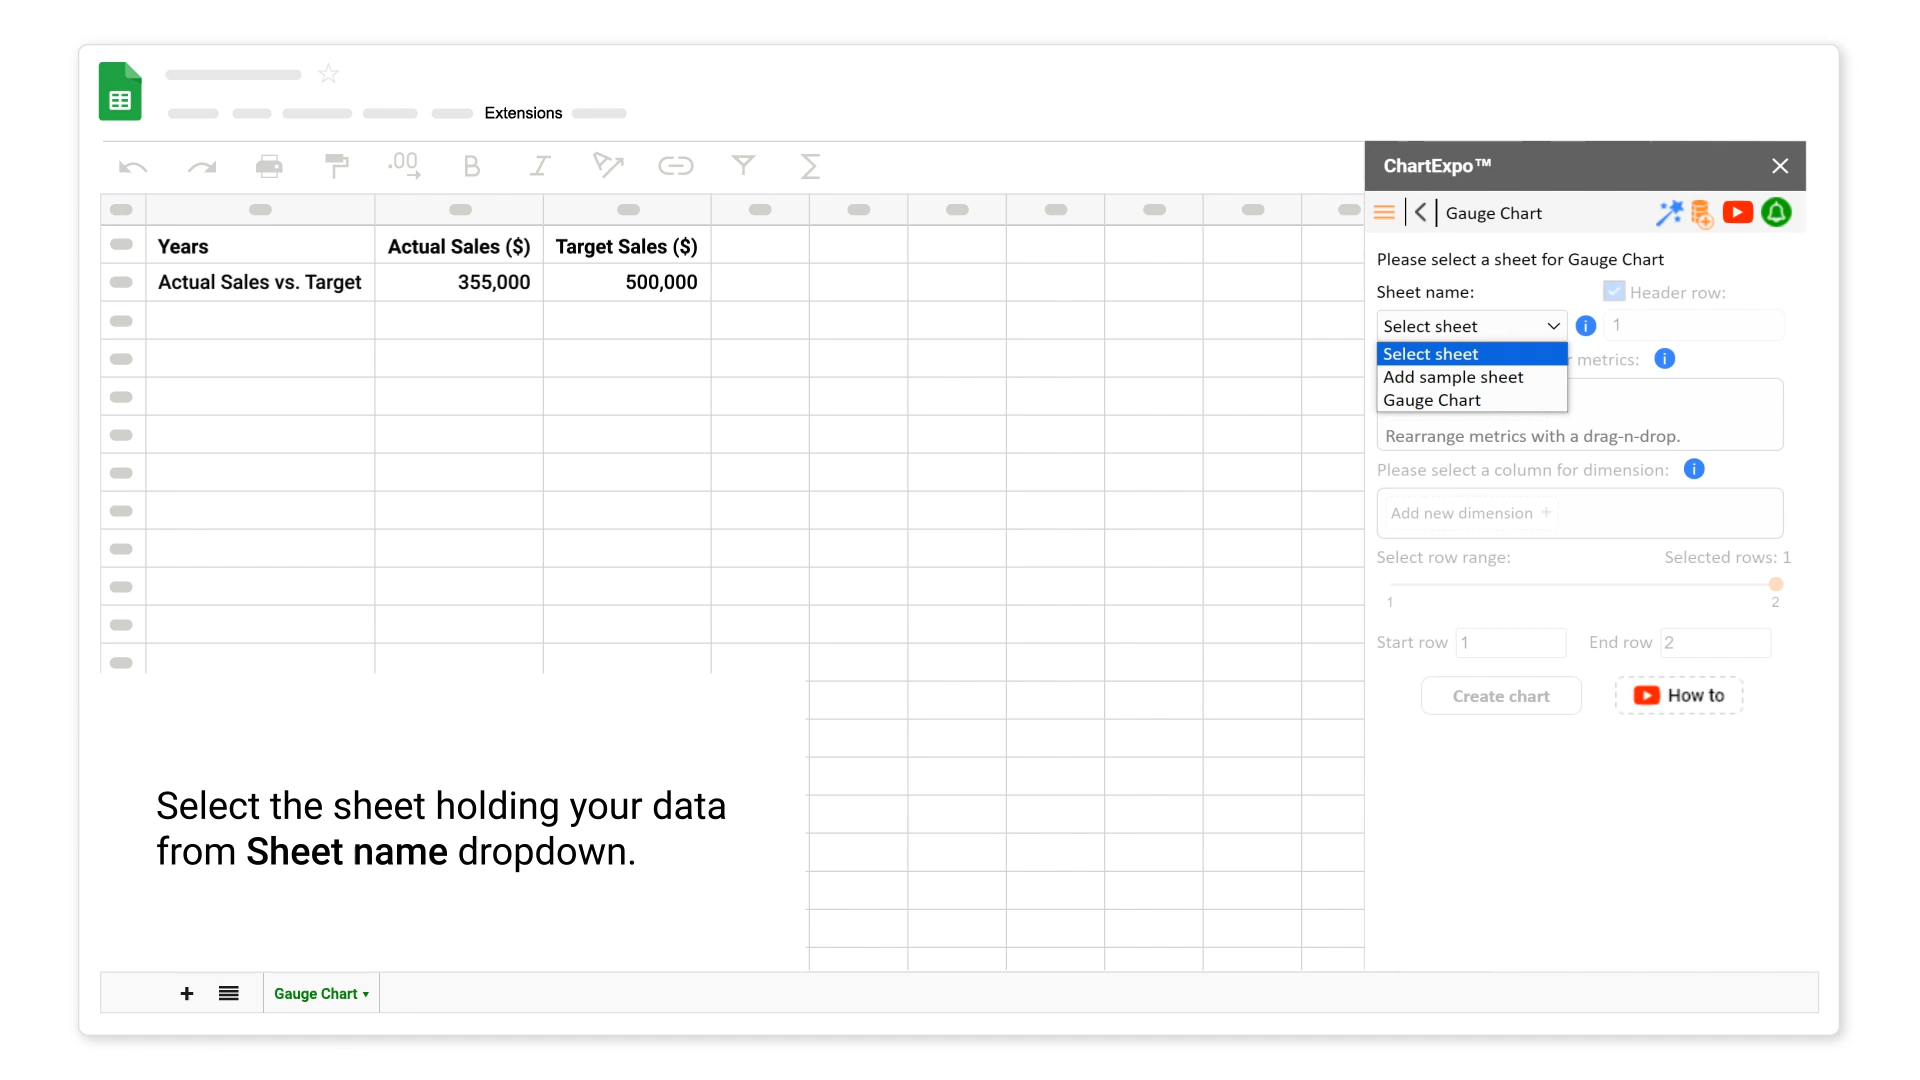 Extensions
.00
B
I
ChartExpo™
Gauge Chart
Years Actual Sales ($) Target Sales ($)
Actual Sales vs. Target 355,000 500,000
Please select a sheet for Gauge Chart
Sheet name: Header row:
Select sheet 1
Select sheet
metrics:
Add sample sheet
Gauge Chart
Rearrange metrics with a drag-n-drop.
Please select a column for dimension:
Add new dimension +
Select row range: Selected rows: 1
1 2
Start row 1 End row 2
Create chart How to
Select the sheet holding your data
from Sheet name dropdown.
Gauge Chart